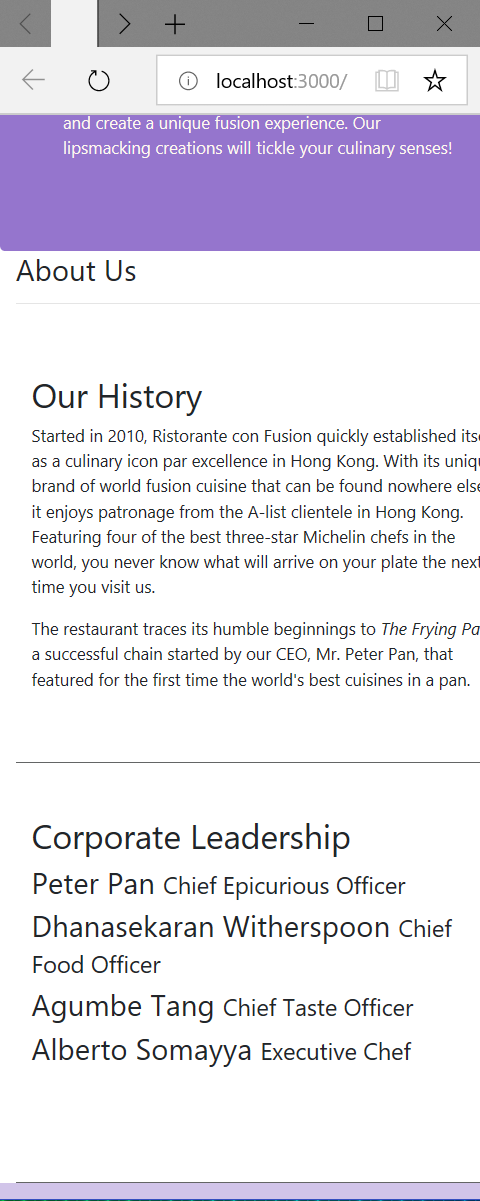 localhost:3000/
and create a unique fusion experience. Our
lipsmacking creations will tickle your culinary senses!
About Us
Our History
Started in 2010, Ristorante con Fusion quickly established
as a culinary icon par excellence in Hong Kong. With its
brand of world fusion cuisine that can be found nowhere
it enjoys patronage from the A-list clientele in Hong Kong.
Featuring four of the best three-star Michelin chefs in the
world, you never know what will arrive on your plate the next
time you visit us.
The restaurant traces its humble beginnings to The Frying
a successful chain started by our CEO, Mr. Peter Pan, that
featured for the first time the world's best cuisines in a pan.
Corporate Leadership
Peter Pan Chief Epicurious Officer
Dhanasekaran Witherspoon Chief
Food Officer
Agumbe Tang Chief Taste Officer
Alberto Somayya Executive Chef